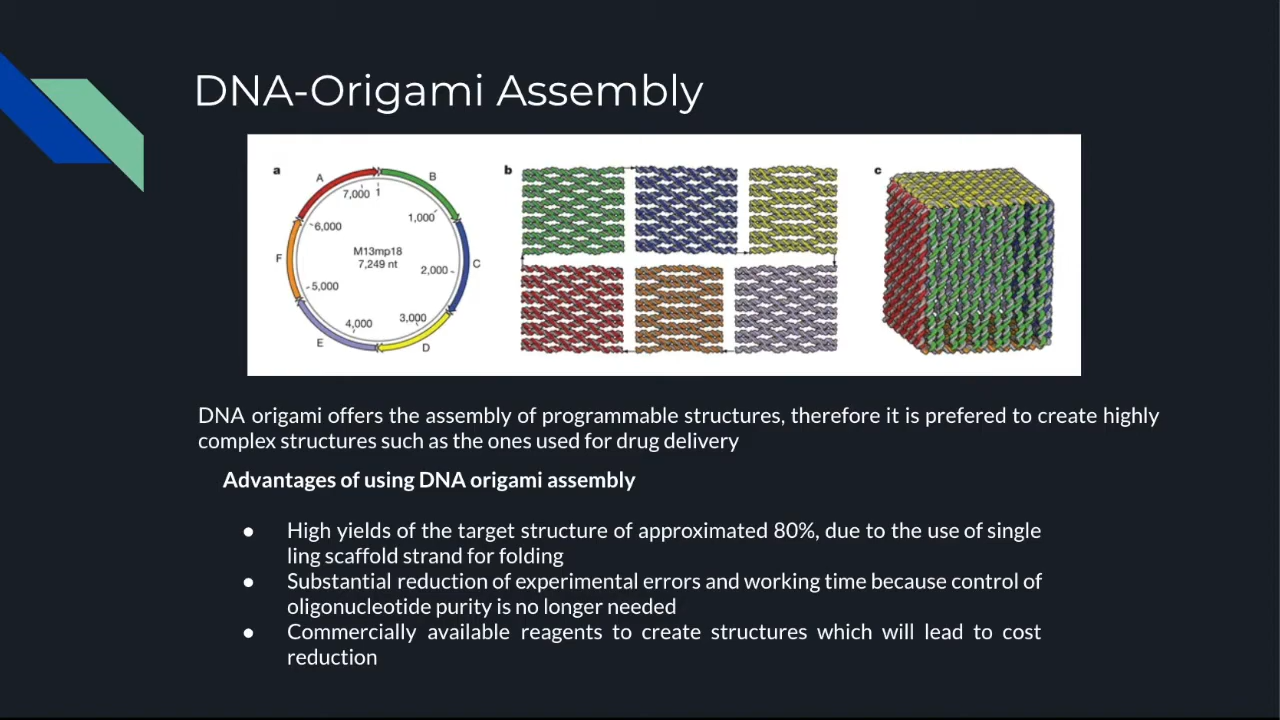 DNA-Origami Assembly
a
A
B
C
D
E
F
7,000
1
1,000
2,000
3,000
4,000
5,000
6,000
M13mp18
7,249 nt
b
c
DNA origami offers the assembly of programmable structures, therefore it is prefered to create highly
complex structures such as the ones used for drug delivery
Advantages of using DNA origami assembly
● High yields of the target structure of approximated 80%, due to the use of single
ling scaffold strand for folding
● Substantial reduction of experimental errors and working time because control of
oligonucleotide purity is no longer needed
● Commercially available reagents to create structures which will lead to cost
reduction